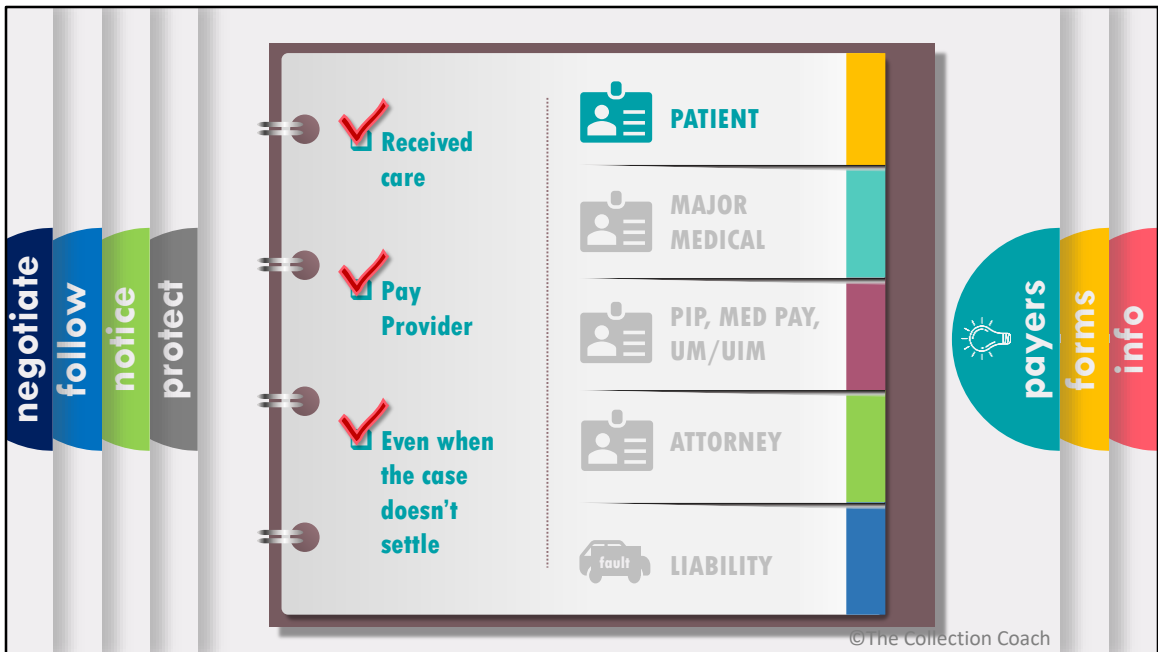 negotiate
follow
notice
protect
Received
care
Pay
Provider
Even when
the case
doesn't
settle
PATIENT
MAJOR
MEDICAL
PIP, MED PAY,
UM/UIM
ATTORNEY
fault
LIABILITY
payers
forms
info
©The Collection Coach